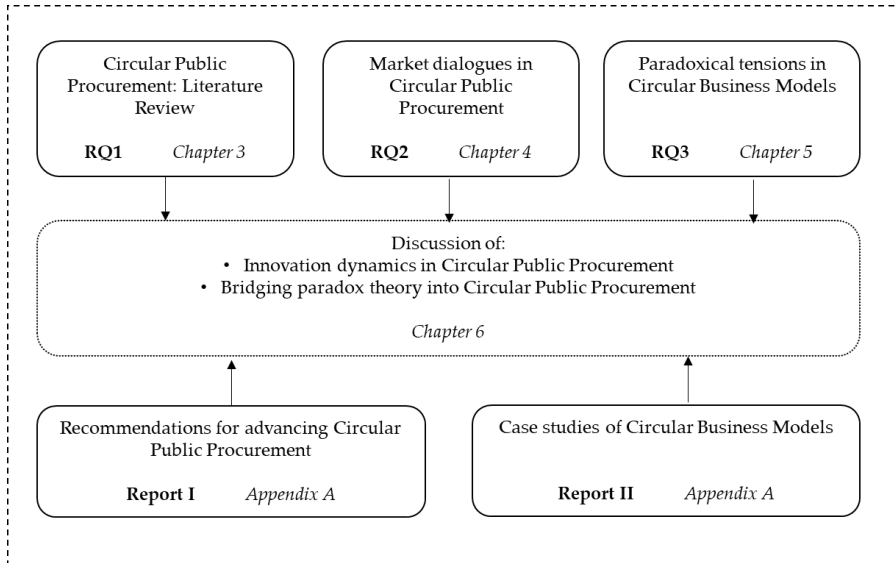 Circular Public
Procurement: Literature
Review
RQ1 Chapter 3
Market dialogues in
Circular Public
Procurement
RQ2 Chapter 4
Paradoxical tensions in
Circular Business Models
RQ3 Chapter 5
Discussion of:
• Innovation dynamics in Circular Public Procurement
• Bridging paradox theory into Circular Public Procurement
Chapter 6
Recommendations for advancing Circular
Public Procurement
Report I Appendix A
Case studies of Circular Business Models
Report II Appendix A